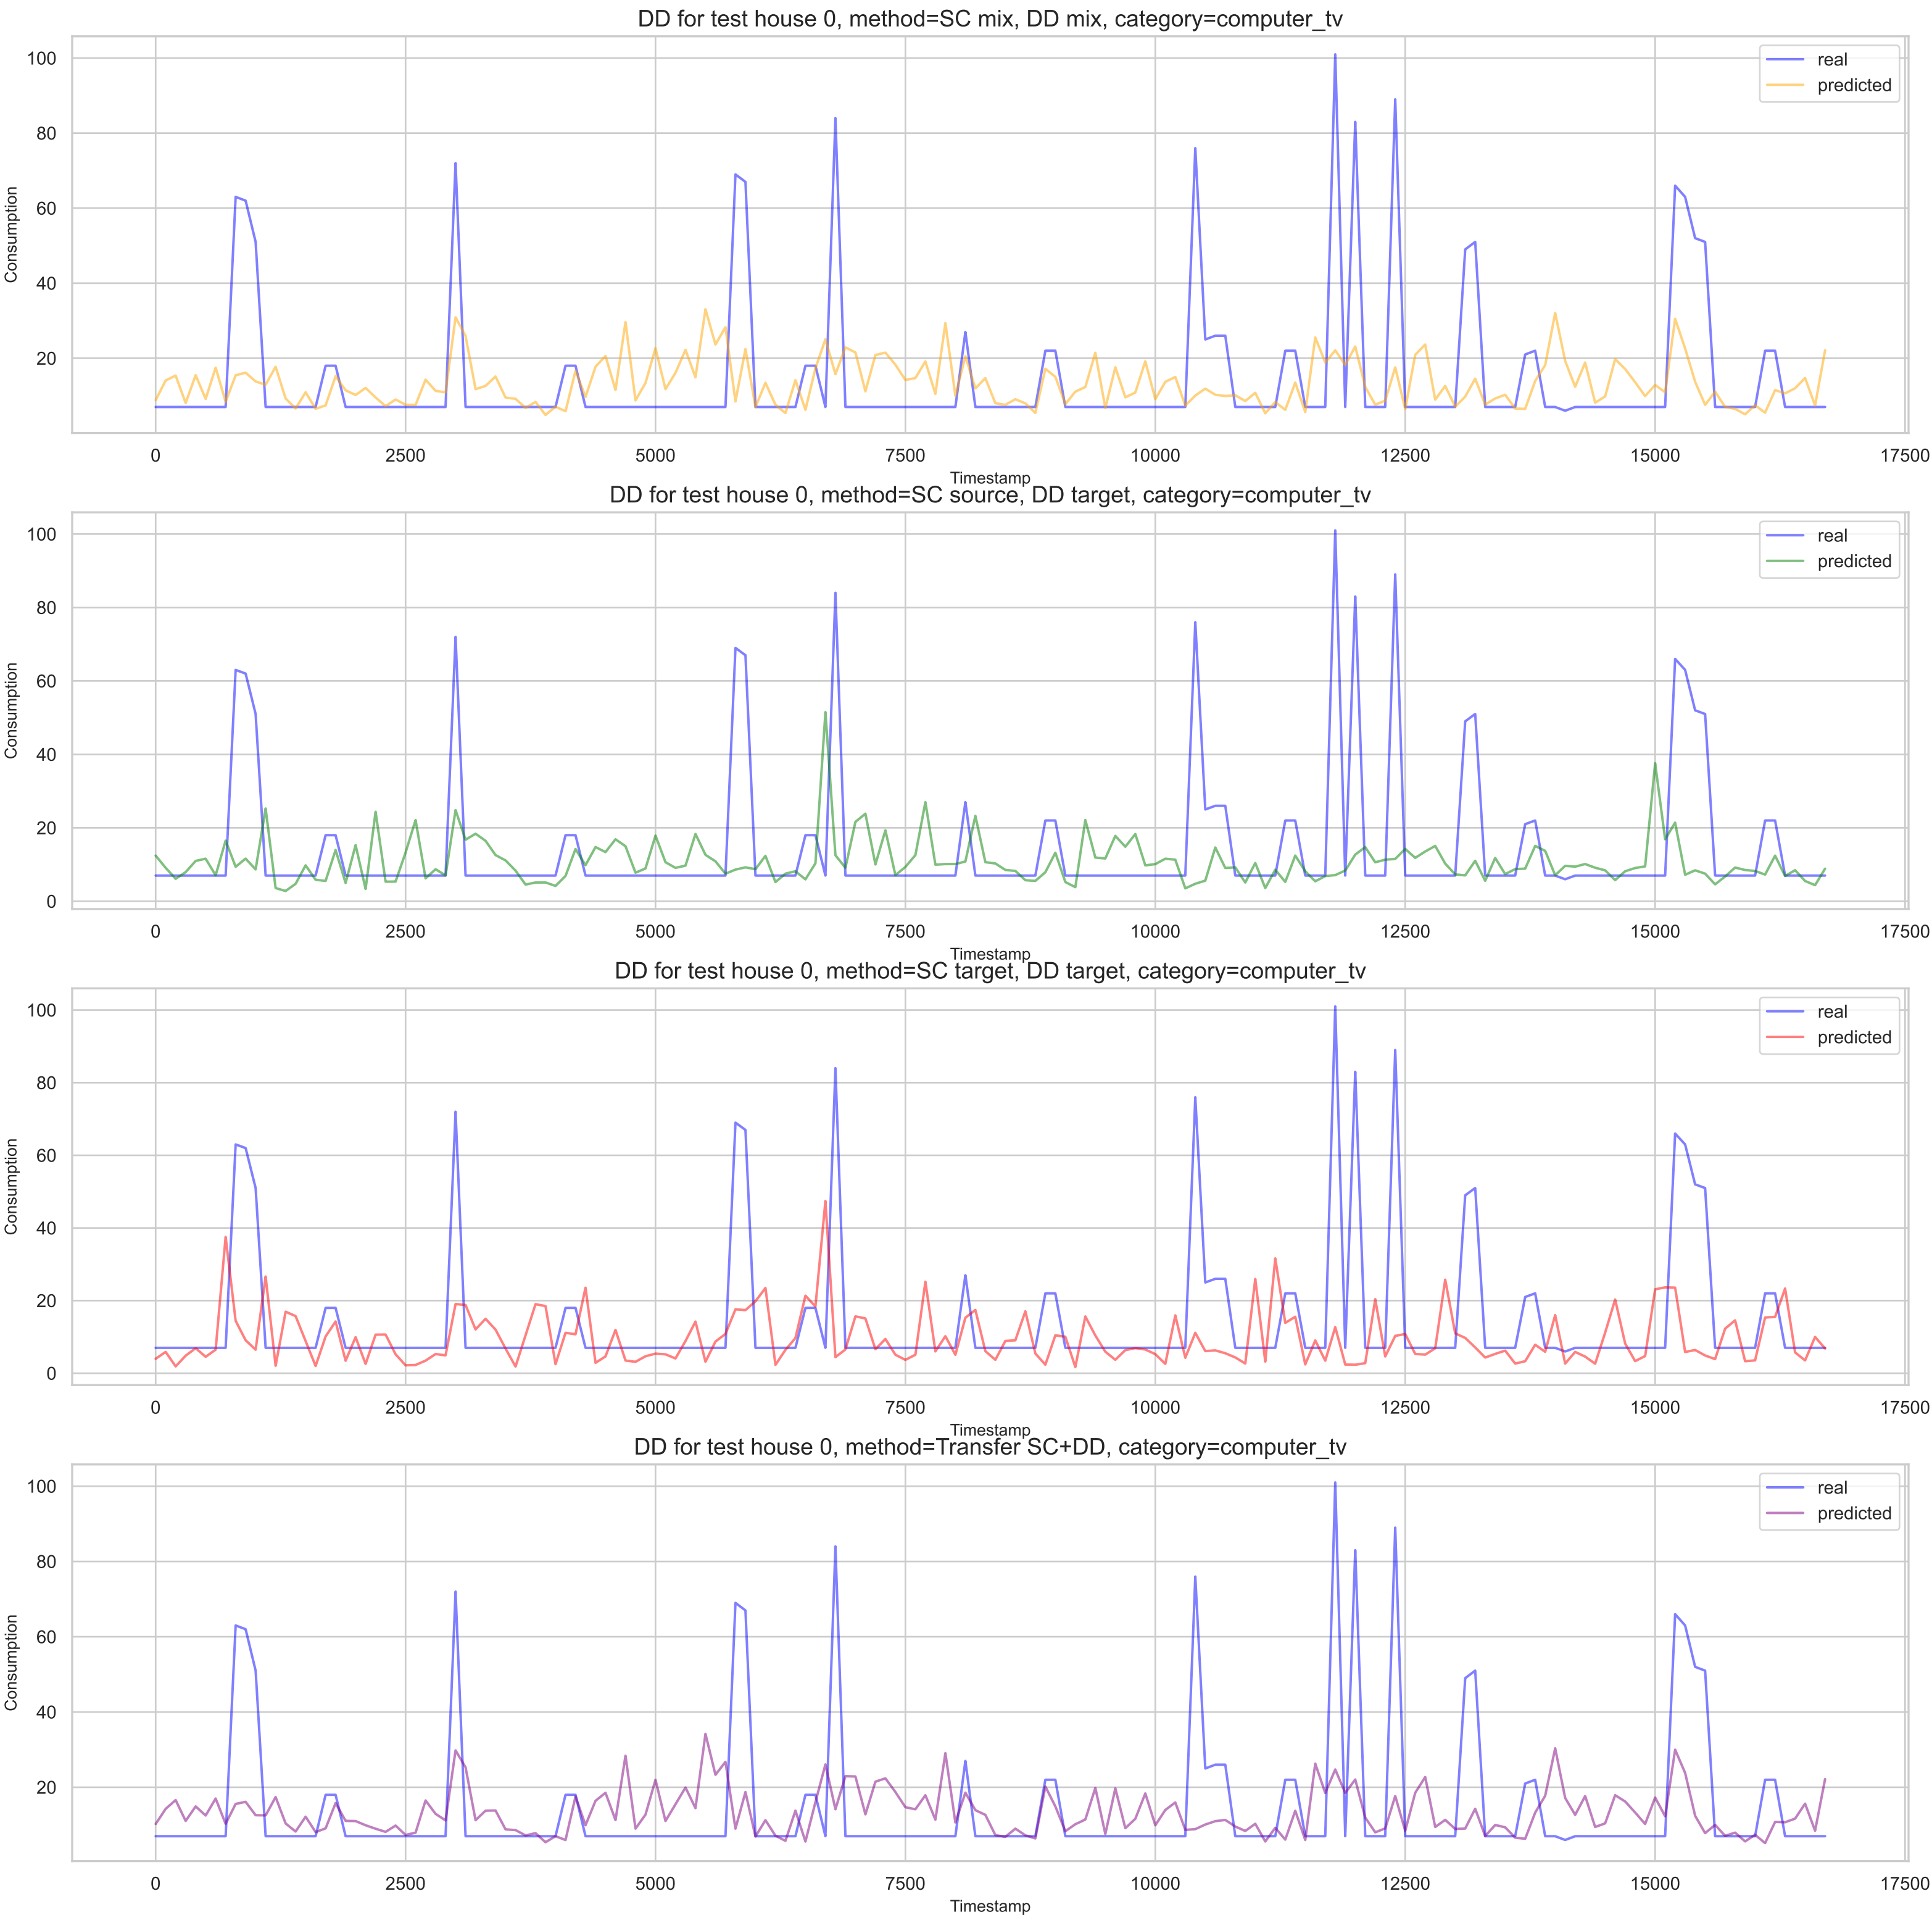 DD for test house 0, method=SC mix, DD mix, category=computer_tv
100
80
60
40
20
Consumption
real
predicted
0 2500 5000 7500 10000 12500 15000 17500
Timestamp
DD for test house 0, method=SC source, DD target, category=computer_tv
100
80
60
40
20
0
Consumption
real
predicted
0 2500 5000 7500 10000 12500 15000 17500
Timestamp
DD for test house 0, method=SC target, DD target, category=computer_tv
100
80
60
40
20
0
Consumption
real
predicted
0 2500 5000 7500 10000 12500 15000 17500
Timestamp
DD for test house 0, method=Transfer SC+DD, category=computer_tv
100
80
60
40
20
Consumption
real
predicted
0 2500 5000 7500 10000 12500 15000 17500
Timestamp